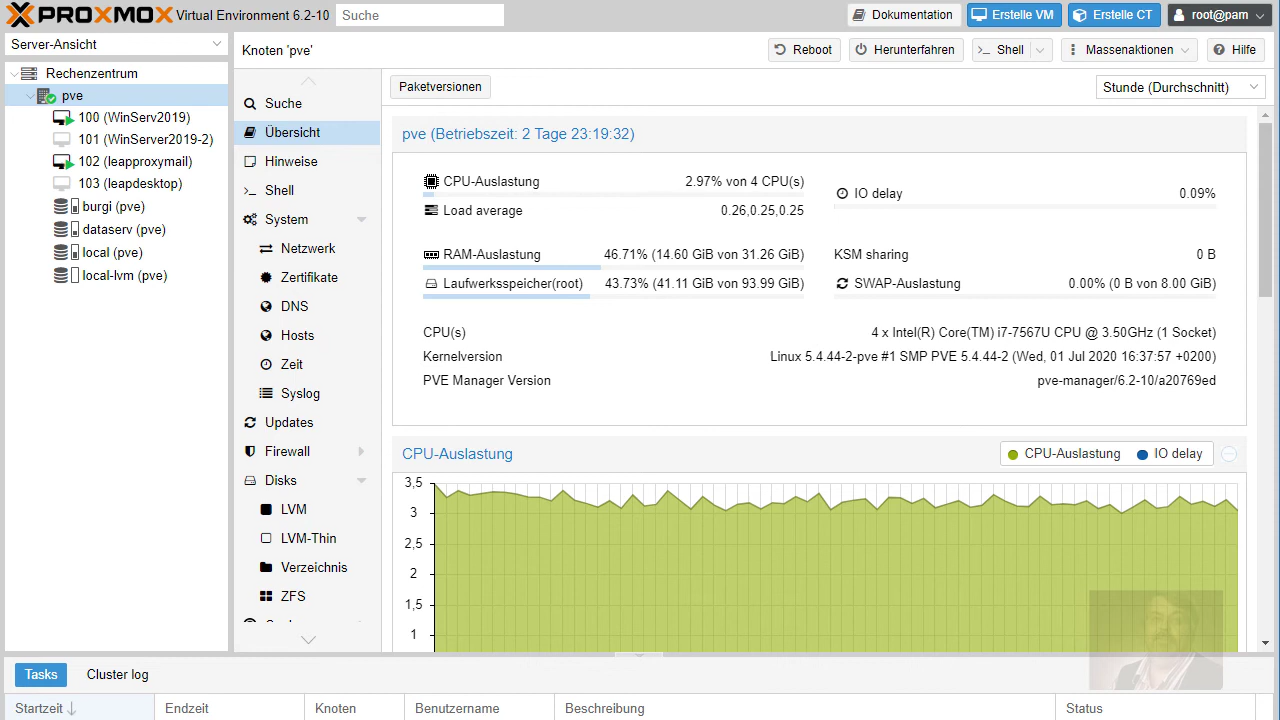 PROXMOX Virtual Environment 6.2-10 Suche Dokumentation Erstelle VM Erstelle CT root@pam
Server-Ansicht
Knoten 'pve' Reboot Herunterfahren Shell Massenaktionen Hilfe
Rechenzentrum
pve
100 (WinServ2019)
101 (WinServer2019-2)
102 (leapproxymail)
103 (leapdesktop)
burgi (pve)
dataserv (pve)
local (pve)
local-lvm (pve)
Suche
Übersicht
Hinweise
Shell
System
Netzwerk
Zertifikate
DNS
Hosts
Zeit
Syslog
Updates
Firewall
Disks
LVM
LVM-Thin
Verzeichnis
ZFS
Paketversionen Stunde (Durchschnitt)
pve (Betriebszeit: 2 Tage 23:19:32)
CPU-Auslastung 2.97% von 4 CPU(s)
IO delay 0.09%
Load average 0.26,0.25,0.25
RAM-Auslastung 46.71% (14.60 GiB von 31.26 GiB)
KSM sharing 0 B
Laufwerksspeicher(root) 43.73% (41.11 GiB von 93.99 GiB)
SWAP-Auslastung 0.00% (0 B von 8.00 GiB)
CPU(s) 4 x Intel(R) Core(TM) i7-7567U CPU @ 3.50GHz (1 Socket)
Kernelversion Linux 5.4.44-2-pve #1 SMP PVE 5.4.44-2 (Wed, 01 Jul 2020 16:37:57 +0200)
PVE Manager Version pve-manager/6.2-10/a20769ed
CPU-Auslastung CPU-Auslastung IO delay
3,5
3
2,5
2
1,5
1
Tasks Cluster log
Startzeit Endzeit Knoten Benutzername Beschreibung Status